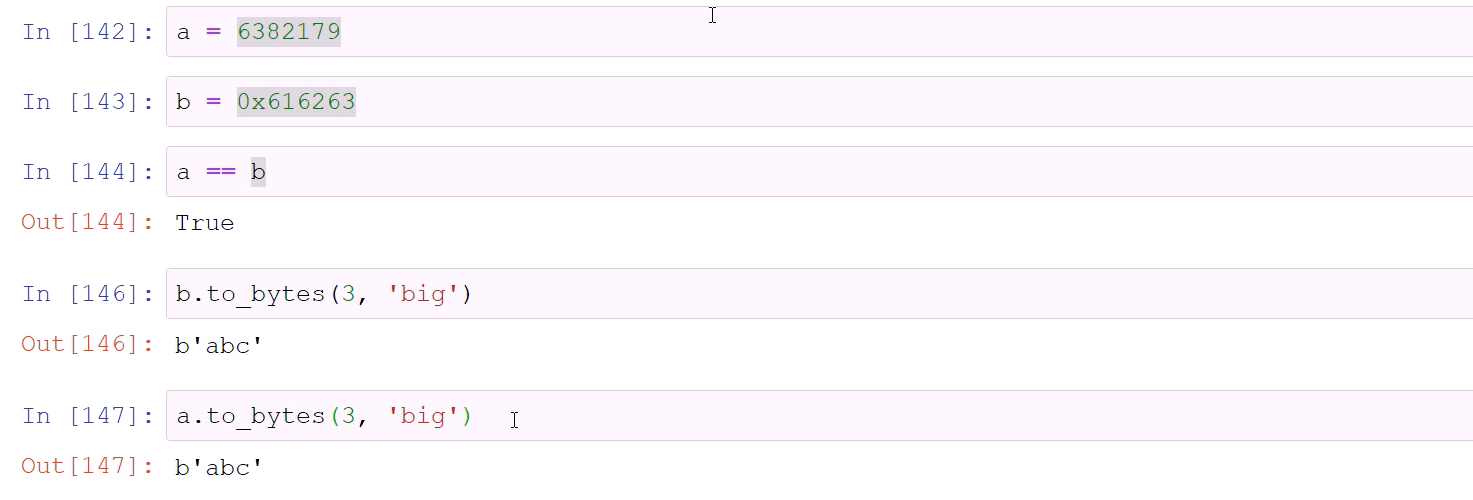 In [142]: a = 6382179
In [143]: b = 0x616263
In [144]: a == b
Out[144]: True
In [146]: b.to_bytes(3, 'big')
Out[146]: b'abc'
In [147]: a.to_bytes(3, 'big')
Out[147]: b'abc'